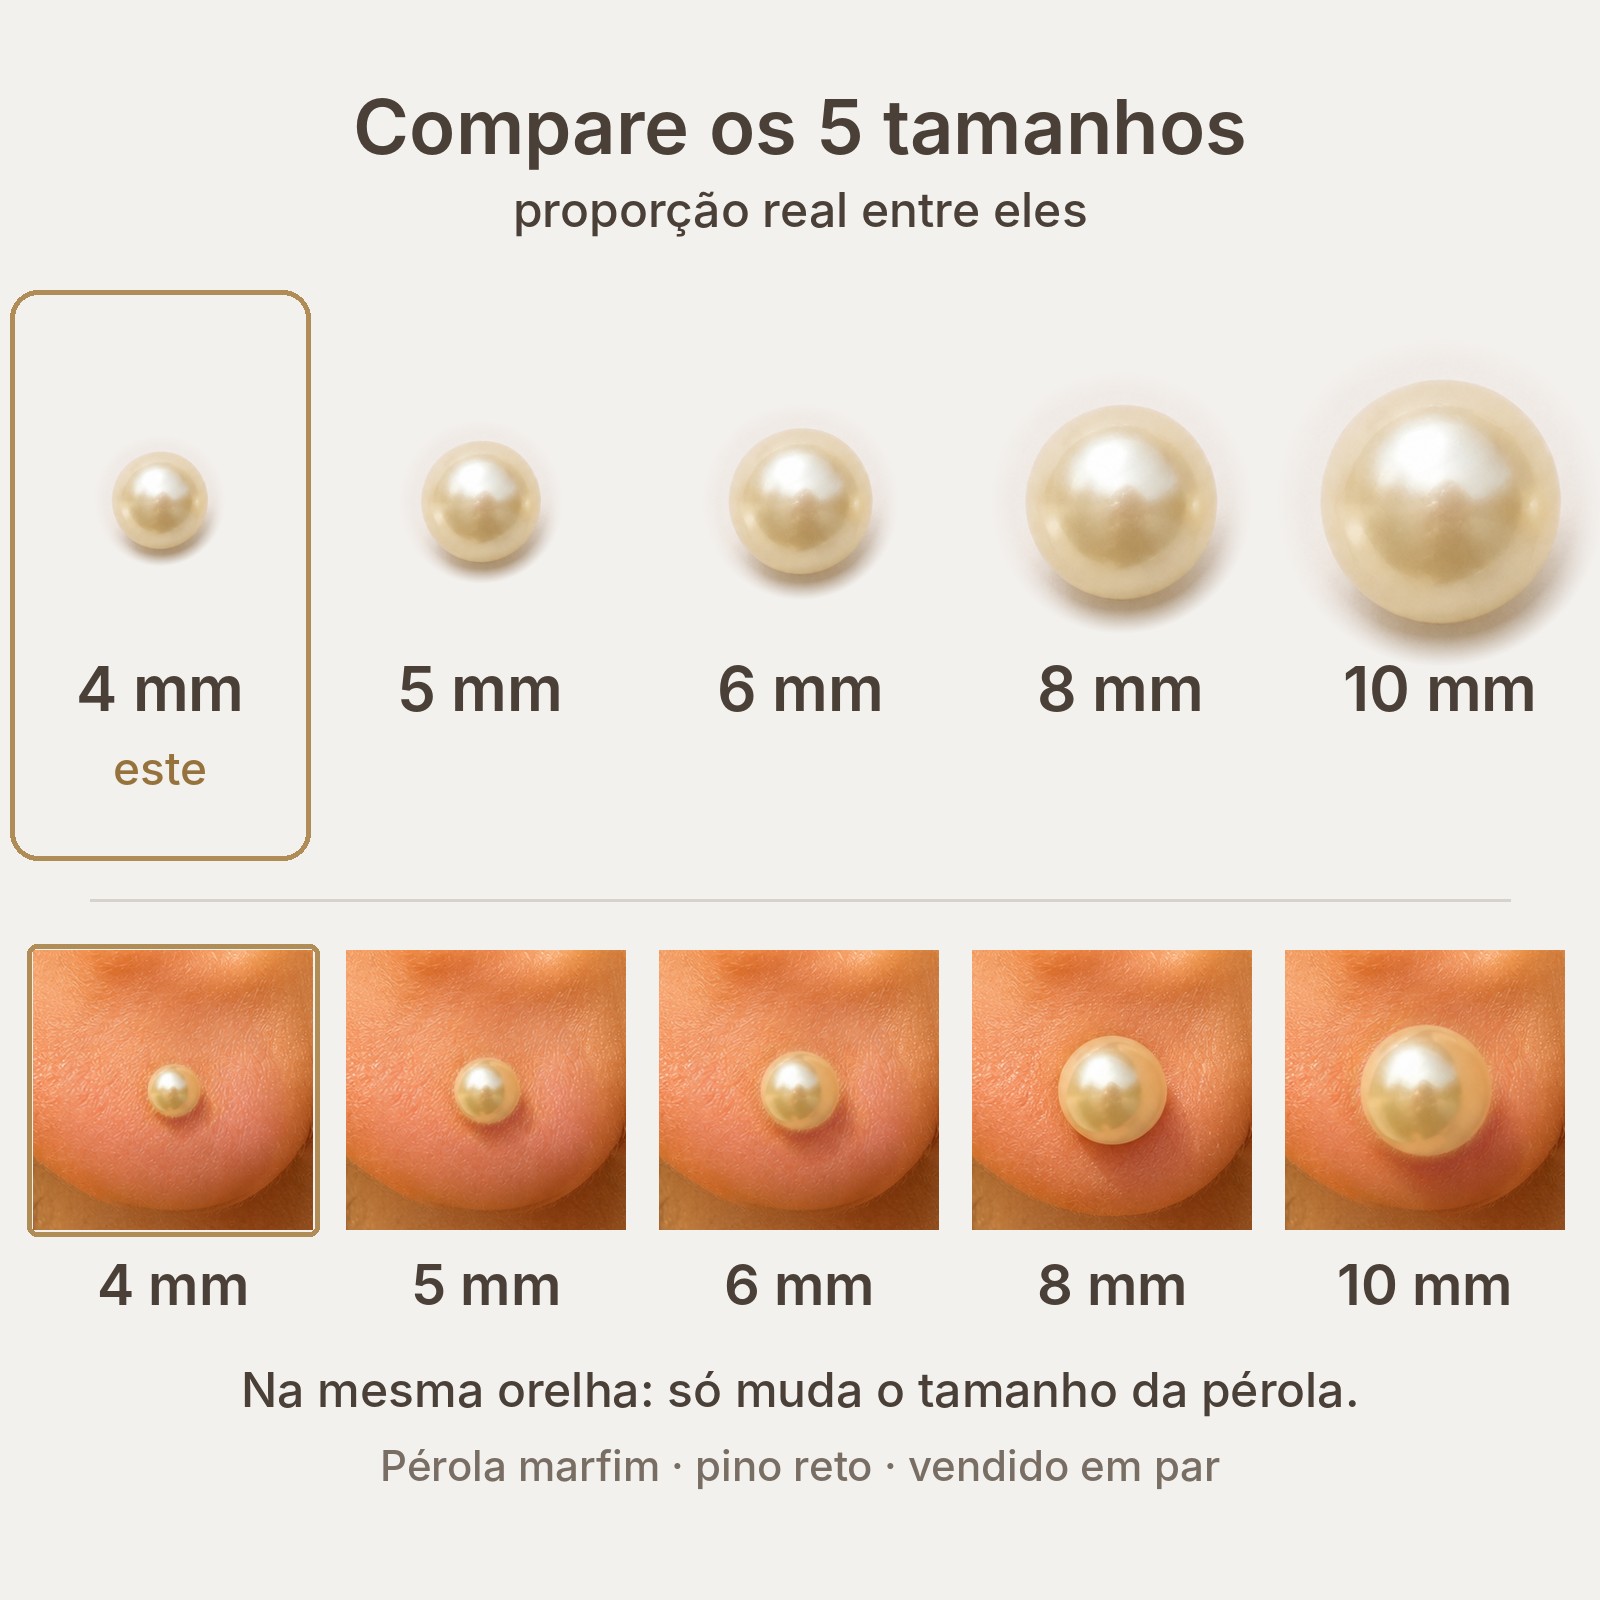 Compare os 5 tamanhos
proporção real entre eles
4 mm 5 mm 6 mm 8 mm 10 mm
este
4 mm 5 mm 6 mm 8 mm 10 mm
Na mesma orelha: só muda o tamanho da pérola.
Pérola marfim · pino reto · vendido em par